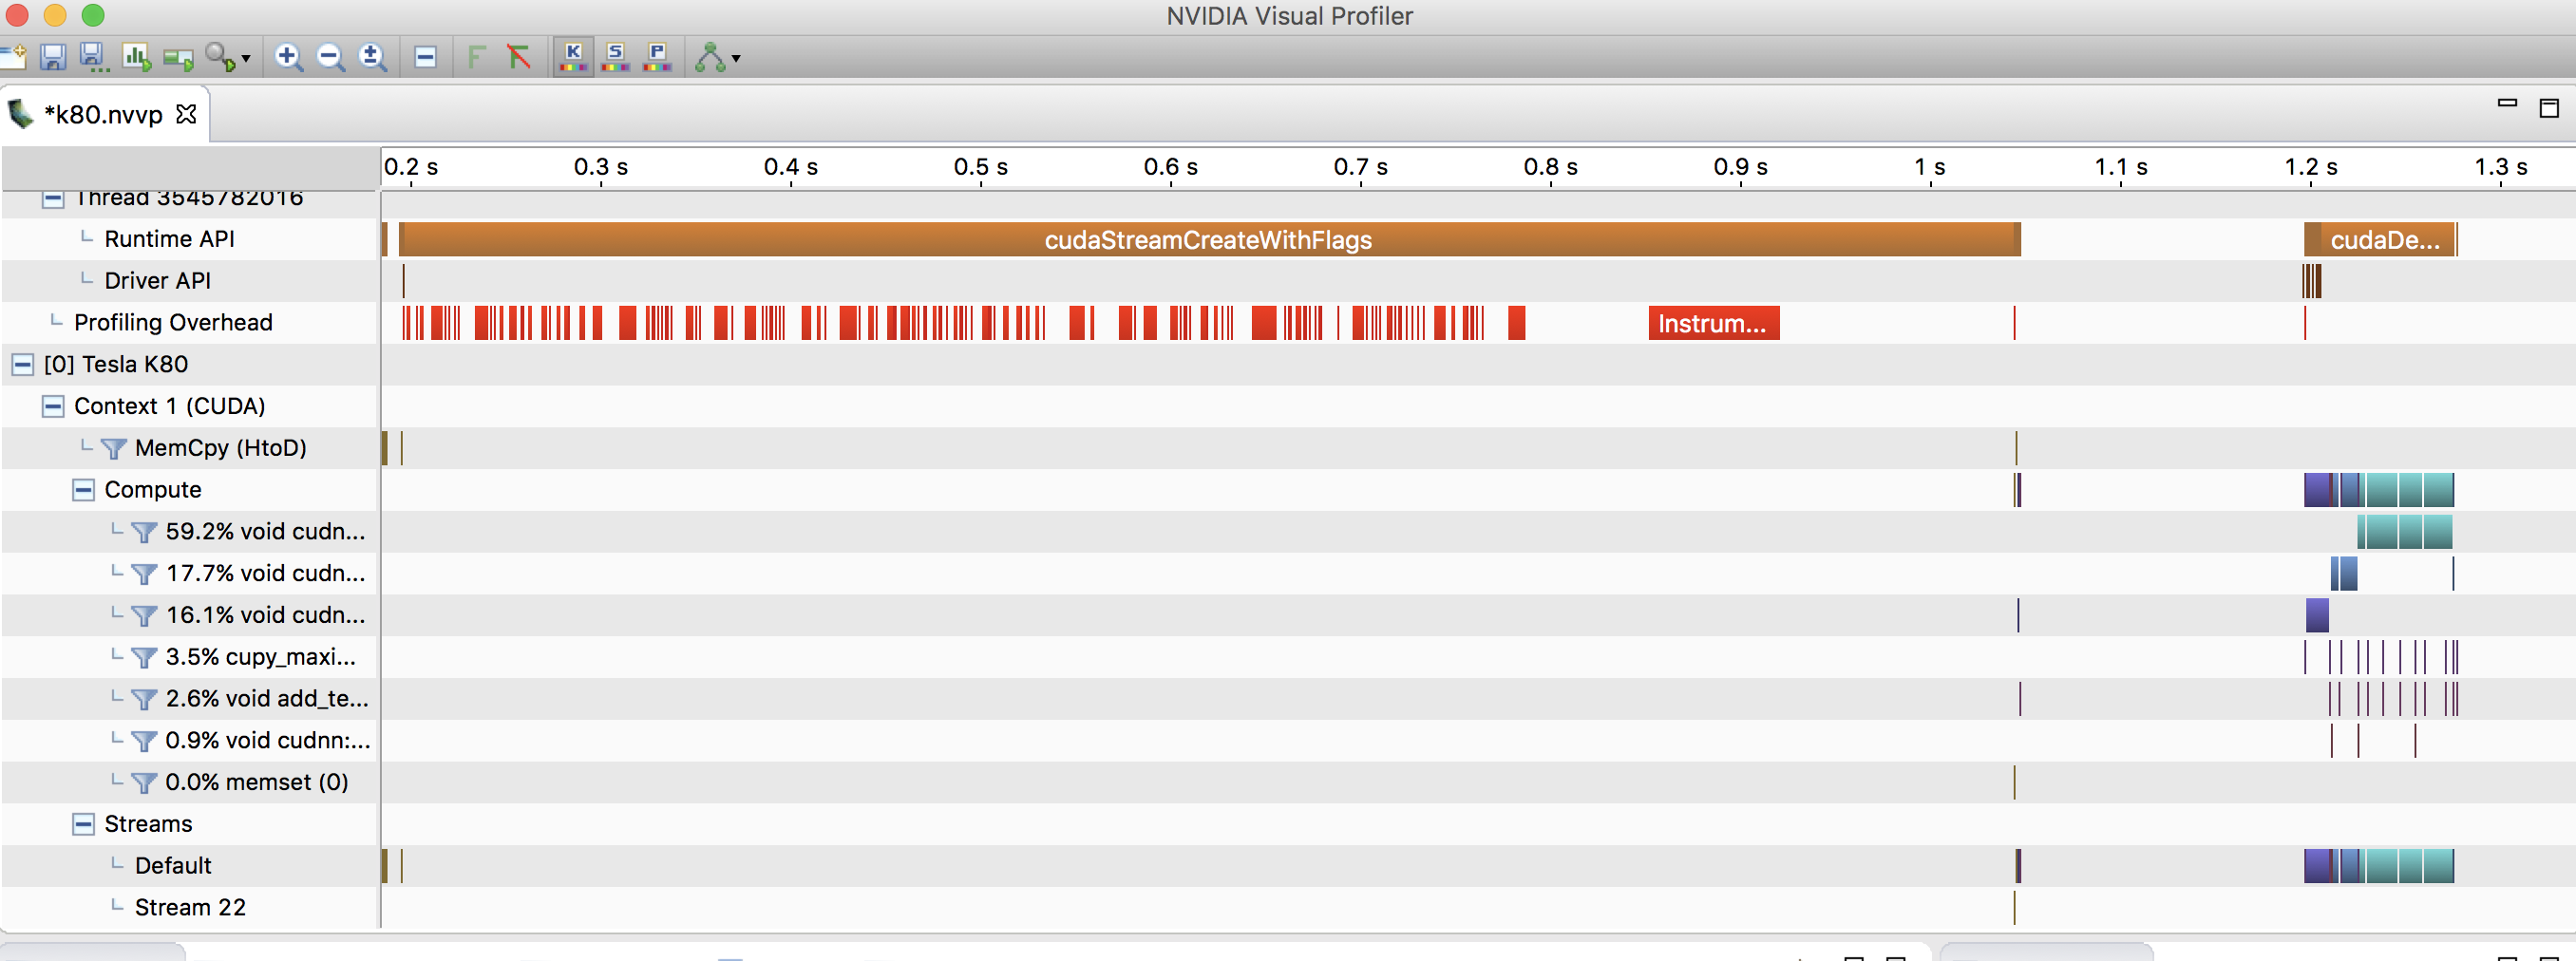 NVIDIA Visual Profiler
K S P
*k80.nvvp
0.2 s 0.3 s 0.4 s 0.5 s 0.6 s 0.7 s 0.8 s 0.9 s 1 s 1.1 s 1.2 s 1.3 s
Thread 3545782016
Runtime API cudaStreamCreateWithFlags cudaDe...
Driver API
Profiling Overhead Instrum...
[0] Tesla K80
Context 1 (CUDA)
MemCpy (HtoD)
Compute
59.2% void cudn...
17.7% void cudn...
16.1% void cudn...
3.5% cupy_maxi...
2.6% void add_te...
0.9% void cudnn:...
0.0% memset (0)
Streams
Default
Stream 22